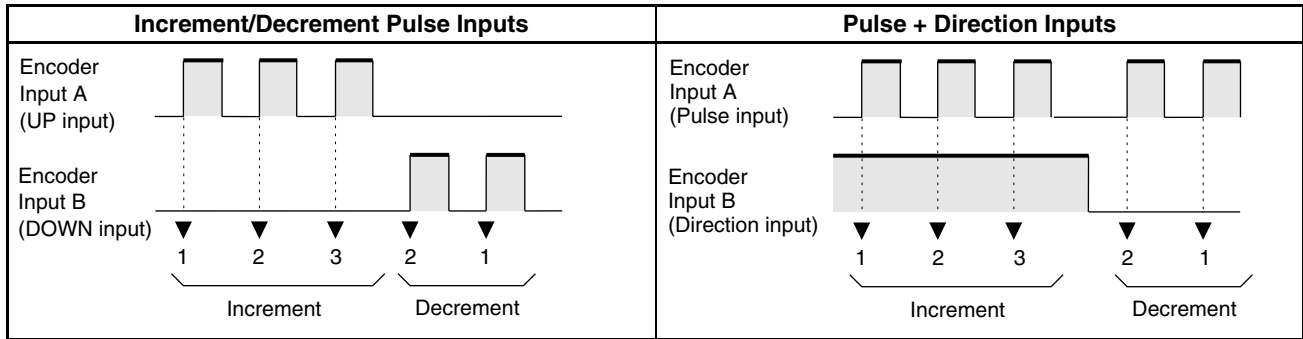 Increment/Decrement Pulse Inputs
Pulse + Direction Inputs
Encoder
Input A
(UP input)
Encoder
Input B
(DOWN input)
1 2 3 2 1
Increment
Decrement
Encoder
Input A
(Pulse input)
Encoder
Input B
(Direction input)
1 2 3 2 1
Increment
Decrement